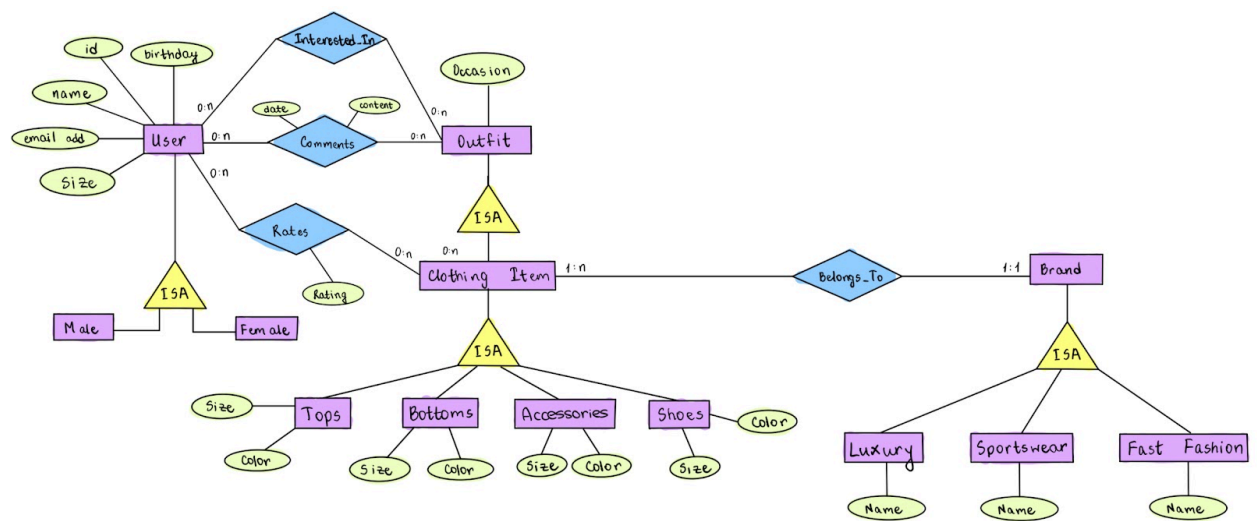 Interested_In
id
birthday
Occasion
name
0:n
0:n
date
content
email add
User
0:n
Comments
0:n
Outfit
Size
0:n
ISA
Rates
0:n
0:n
Clothing Item
1:n
Belongs_To
1:1
Brand
ISA
Rating
Male
Female
ISA
ISA
Size
Tops
Bottoms
Accessories
Shoes
Color
Color
Size
Color
Size
Color
Size
Luxury
Sportswear
Fast Fashion
Name
Name
Name